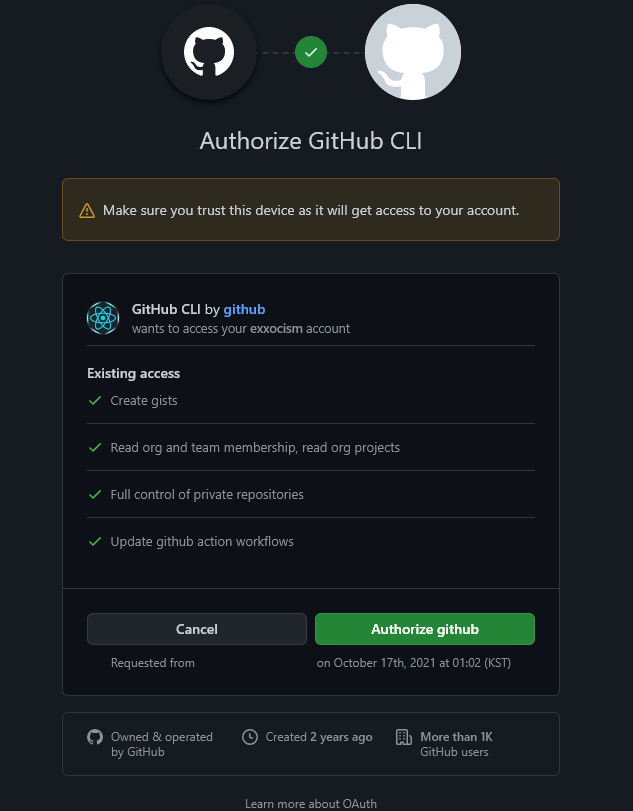 Authorize GitHub CLI
Make sure you trust this device as it will get access to your account.
GitHub CLI by github
wants to access your exxocism account
Existing access
Create gists
Read org and team membership, read org projects
Full control of private repositories
Update github action workflows
Cancel
Authorize github
Requested from
on October 17th, 2021 at 01:02 (KST)
Owned & operated
by GitHub
Created 2 years ago
More than 1K
GitHub users
Learn more about OAuth